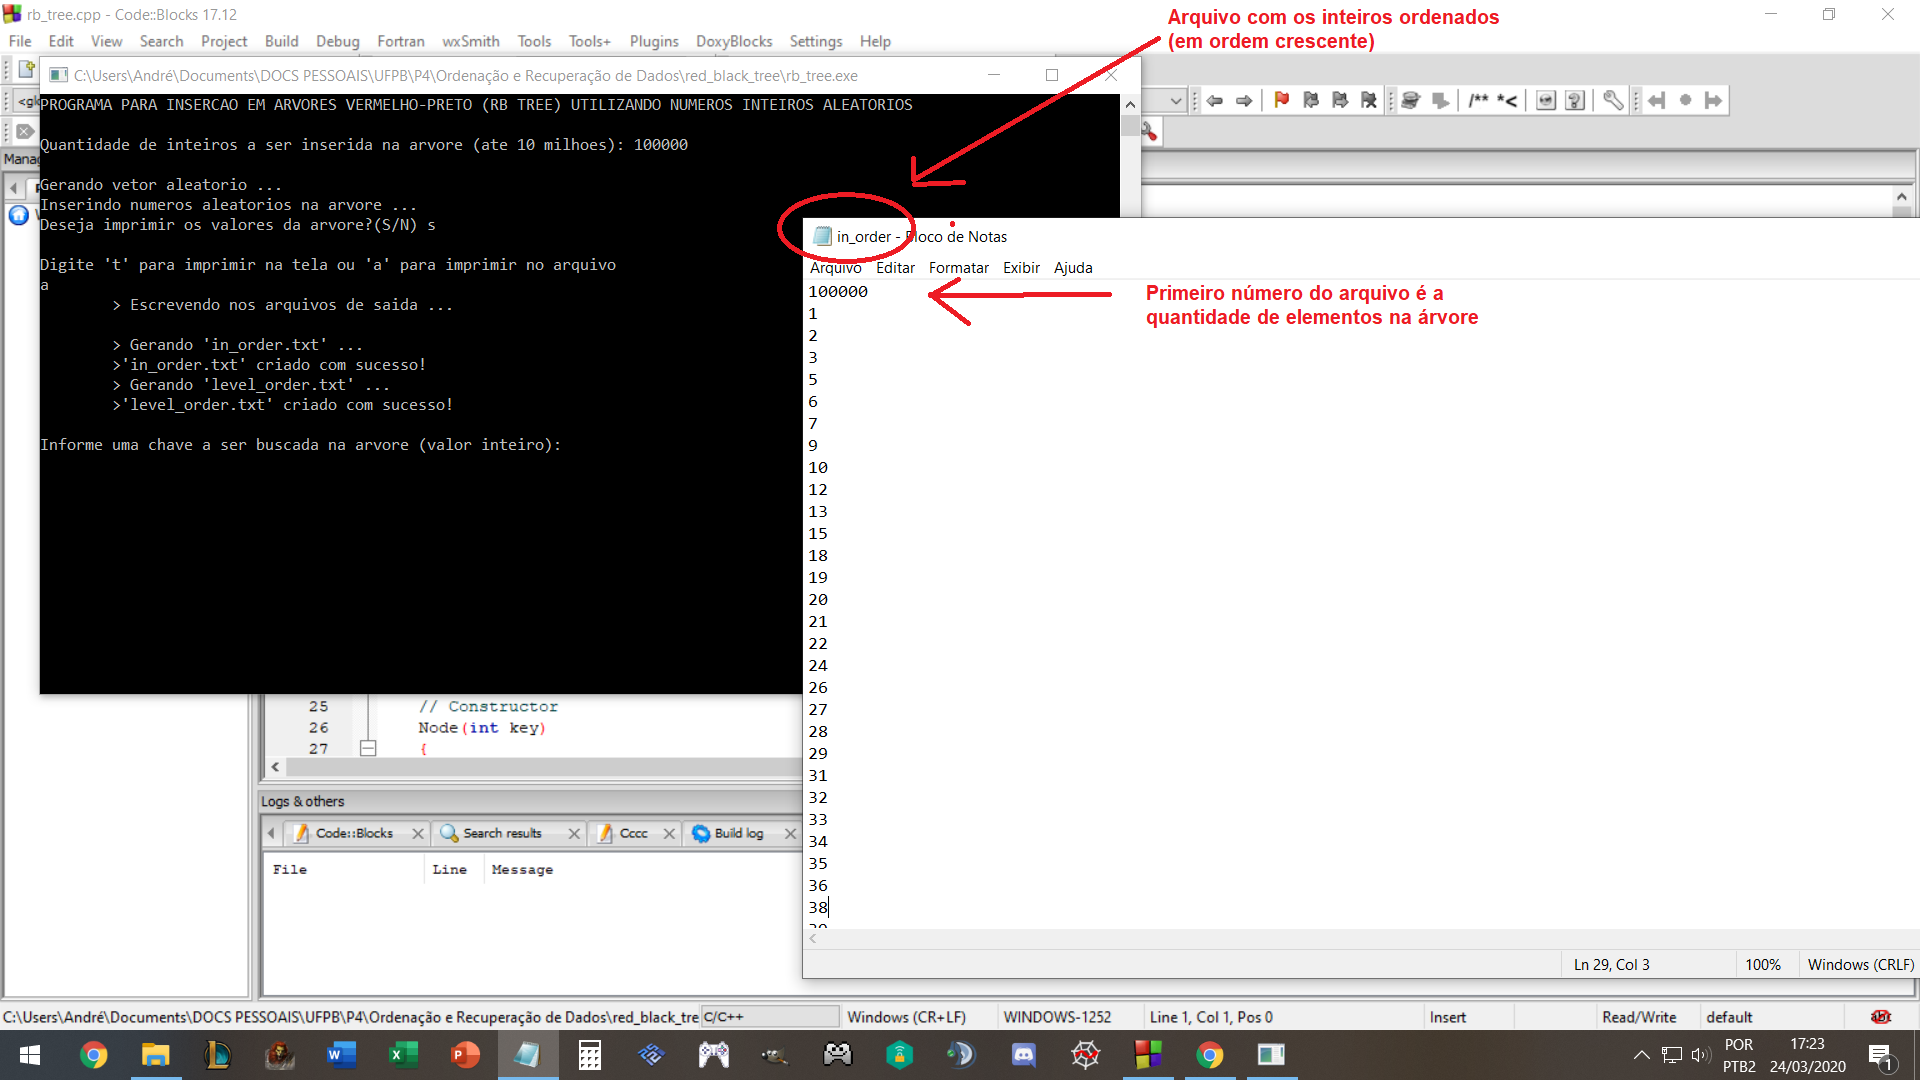 rb_tree.cpp - Code::Blocks 17.12
File Edit View Search Project Build Debug Fortran wxSmith Tools Tools+ Plugins DoxyBlocks Settings Help
Arquivo com os inteiros ordenados
(em ordem crescente)
C:\Users\André\Documents\DOCS PESSOAIS\UFPB\P4\Ordenação e Recuperação de Dados\red_black_tree\rb_tree.exe
<glo
/** *<
PROGRAMA PARA INSERCAO EM ARVORES VERMELHO-PRETO (RB TREE) UTILIZANDO NUMEROS INTEIROS ALEATORIOS
Quantidade de inteiros a ser inserida na arvore (ate 10 milhoes): 100000
Manag
Gerando vetor aleatorio ...
Inserindo numeros aleatorios na arvore ...
Deseja imprimir os valores da arvore?(S/N) s
Digite 't' para imprimir na tela ou 'a' para imprimir no arquivo
a
> Escrevendo nos arquivos de saida ...
> Gerando 'in_order.txt' ...
>'in_order.txt' criado com sucesso!
> Gerando 'level_order.txt' ...
>'level_order.txt' criado com sucesso!
Informe uma chave a ser buscada na arvore (valor inteiro):
in_order - Bloco de Notas
Arquivo Editar Formatar Exibir Ajuda
Primeiro número do arquivo é a
quantidade de elementos na árvore
100000
1
2
3
5
6
7
9
10
12
13
15
18
19
20
21
22
24
26
27
28
29
31
32
33
34
35
36
38
Ln 29, Col 3 100% Windows (CRLF)
25 // Constructor
26 Node(int key)
27 {
Logs & others
Code::Blocks Search results Cccc Build log
File Line Message
C:\Users\André\Documents\DOCS PESSOAIS\UFPB\P4\Ordenação e Recuperação de Dados\red_black_tre C/C++ Windows (CR+LF) WINDOWS-1252 Line 1, Col 1, Pos 0 Insert Read/Write default
POR
PTB2
17:23
24/03/2020
1